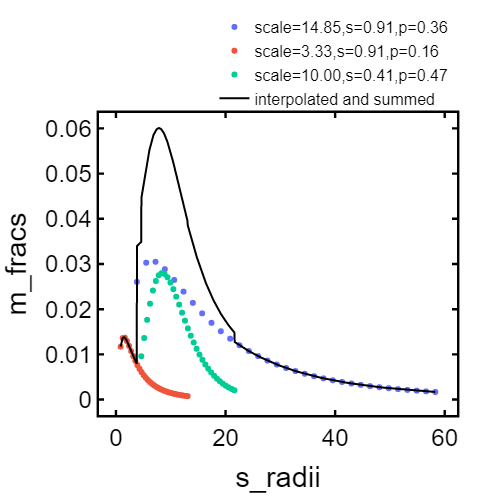 scale=14.85,s=0.91,p=0.36
scale=3.33,s=0.91,p=0.16
scale=10.00,s=0.41,p=0.47
interpolated and summed
0.06
0.05
0.04
0.03
0.02
0.01
0
m_fracs
0 20 40 60
s_radii